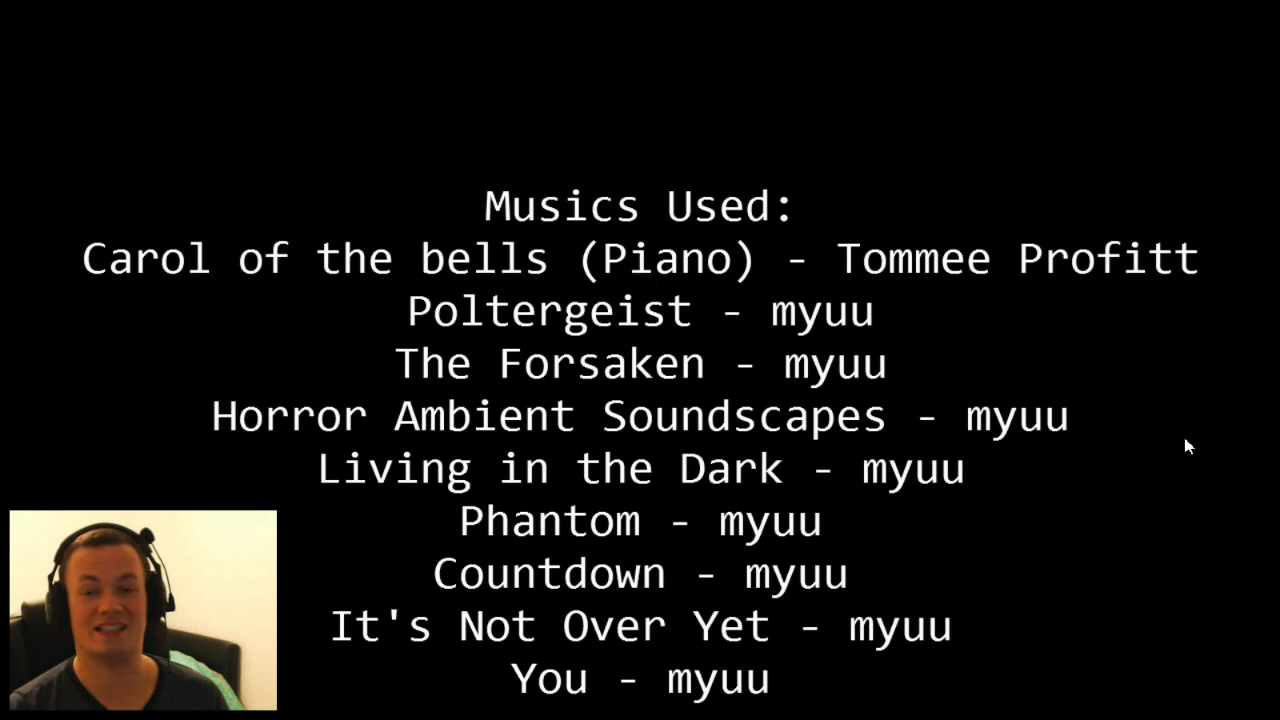 Musics Used:
Carol of the bells (Piano) - Tommee Profitt
Poltergeist - myuu
The Forsaken - myuu
Horror Ambient Soundscapes - myuu
Living in the Dark - myuu
Phantom - myuu
Countdown - myuu
It's Not Over Yet - myuu
You - myuu